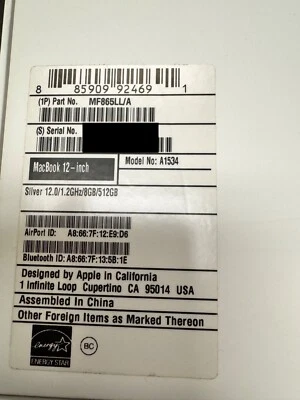 8 85909 92469 1
(1P) Part No. MF865LL/A
(S) Serial No.
MacBook 12-inch
Model No: A1534
Silver 12.0/1.2GHz/8GB/512GB
AirPort ID: A8:66:7F:12:E9:D6
Bluetooth ID: A8:66:7F:13:5B:1E
Designed by Apple in California
1 Infinite Loop Cupertino CA 95014 USA
Assembled In China
Other Foreign Items as Marked Thereon
energy
ENERGY STAR
BC